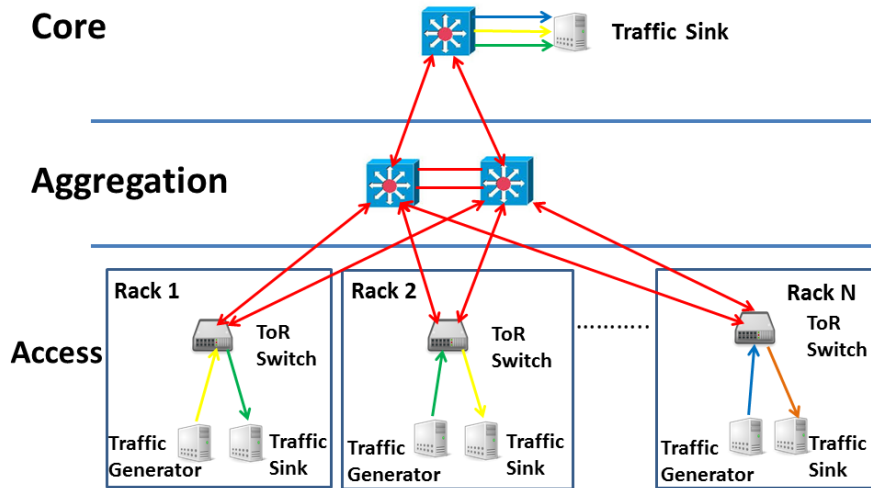 Core
Traffic Sink
Aggregation
Access
Rack 1
ToR
Switch
Traffic
Generator
Traffic
Sink
Rack 2
ToR
Switch
Traffic
Generator
Traffic
Sink
............
Rack N
ToR
Switch
Traffic
Generator
Traffic
Sink